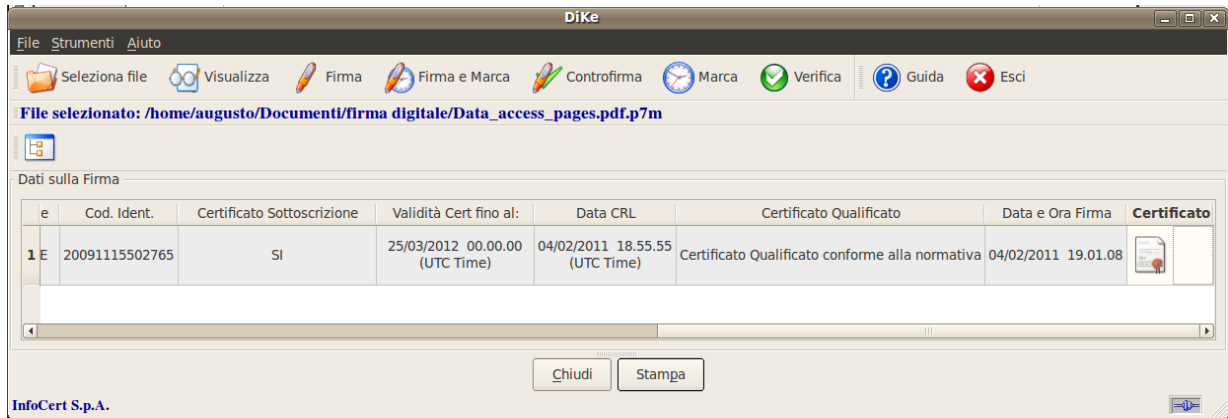 DiKe
File Strumenti Aiuto
Seleziona file Visualizza Firma Firma e Marca Controfirma Marca Verifica Guida Esci
File selezionato: /home/augusto/Documenti/firma digitale/Data_access_pages.pdf.p7m
Dati sulla Firma
e Cod. Ident. Certificato Sottoscrizione Validità Cert fino al: Data CRL Certificato Qualificato Data e Ora Firma Certificato
1 E 20091115502765 SI 25/03/2012 00.00.00 04/02/2011 18.55.55 Certificato Qualificato conforme alla normativa 04/02/2011 19.01.08
(UTC Time) (UTC Time)
Chiudi Stampa
InfoCert S.p.A.